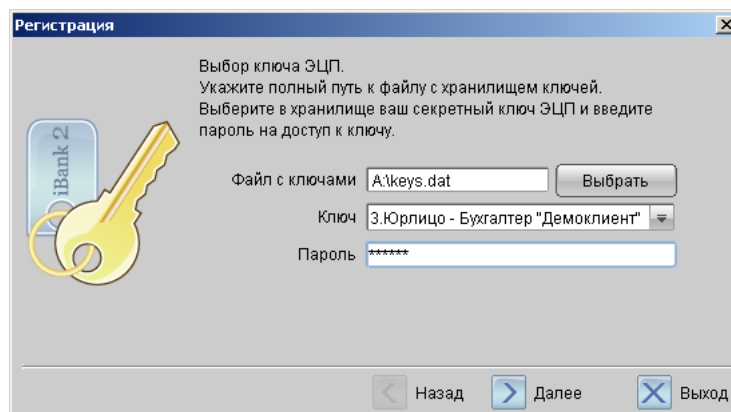 Регистрация
Выбор ключа ЭЦП.
Укажите полный путь к файлу с хранилищем ключей.
Выберите в хранилище ваш секретный ключ ЭЦП и введите
пароль на доступ к ключу.
iBank 2
Файл с ключами A:\keys.dat Выбрать
Ключ 3.Юрлицо - Бухгалтер "Демоклиент"
Пароль ******
Назад Далее Выход